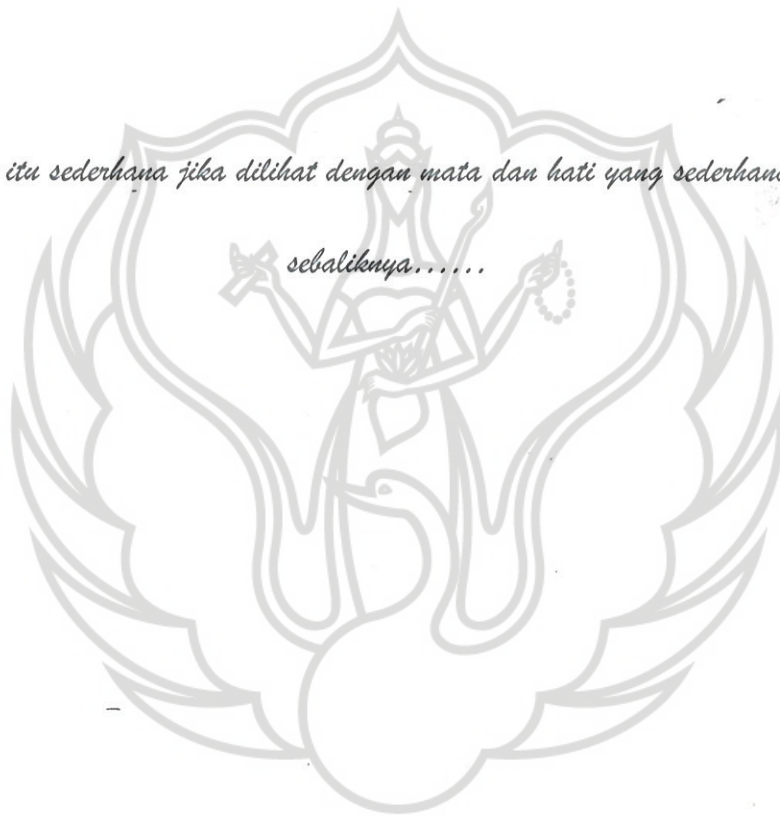 itu sederhana jika dilihat dengan mata dan hati yang sederhana
sebaliknya......